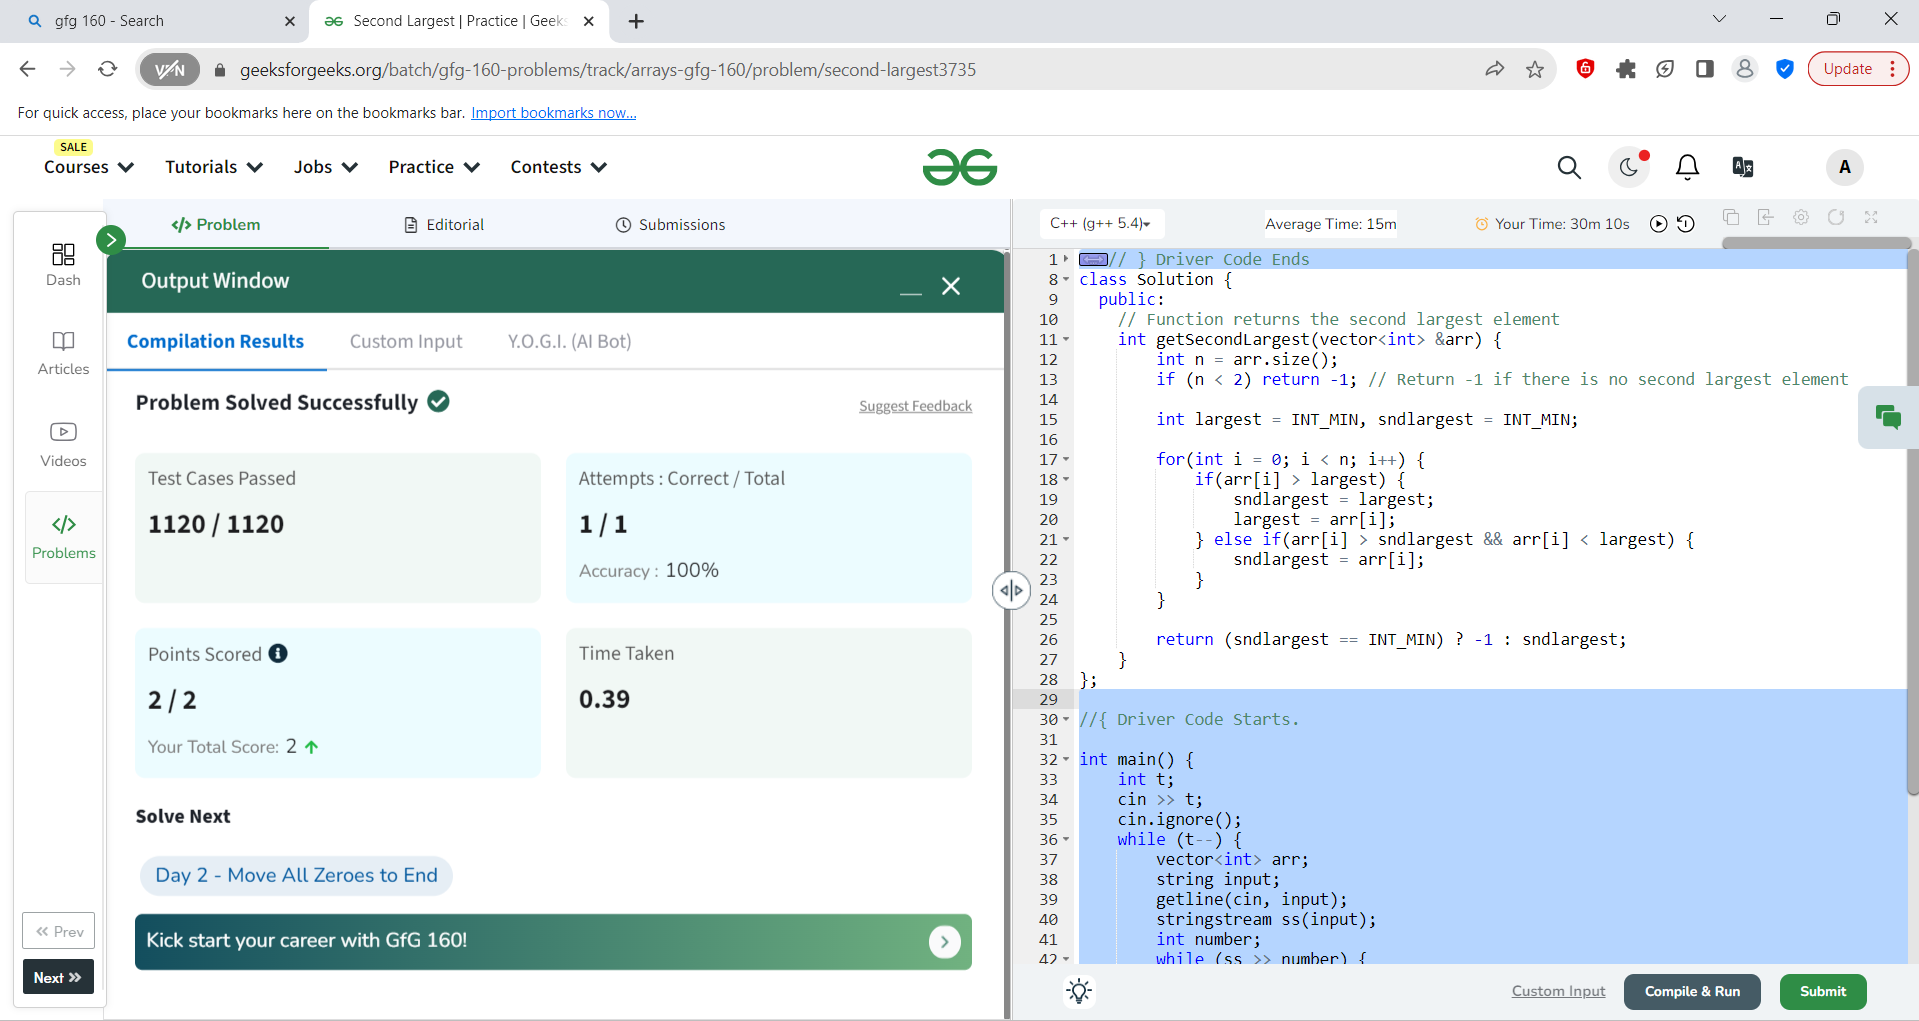 gfg 160 - Search
Second Largest | Practice | Geeks
VPN
geeksforgeeks.org/batch/gfg-160-problems/track/arrays-gfg-160/problem/second-largest3735
Update
For quick access, place your bookmarks here on the bookmarks bar. Import bookmarks now...
SALE
Courses
Tutorials
Jobs
Practice
Contests
A
Dash
Articles
Videos
</>
Problems
<< Prev
Next >>
</> Problem
Editorial
Submissions
Output Window
Compilation Results
Custom Input
Y.O.G.I. (AI Bot)
Problem Solved Successfully
Suggest Feedback
Test Cases Passed
1120 / 1120
Attempts : Correct / Total
1 / 1
Accuracy : 100%
Points Scored
2 / 2
Your Total Score: 2
Time Taken
0.39
Solve Next
Day 2 - Move All Zeroes to End
Kick start your career with GfG 160!
C++ (g++ 5.4)
Average Time: 15m
Your Time: 30m 10s
1 // } Driver Code Ends
8 class Solution {
9   public:
10     // Function returns the second largest element
11     int getSecondLargest(vector<int> &arr) {
12         int n = arr.size();
13         if (n < 2) return -1; // Return -1 if there is no second largest element
14
15         int largest = INT_MIN, sndlargest = INT_MIN;
16
17         for(int i = 0; i < n; i++) {
18             if(arr[i] > largest) {
19                 sndlargest = largest;
20                 largest = arr[i];
21             } else if(arr[i] > sndlargest && arr[i] < largest) {
22                 sndlargest = arr[i];
23             }
24         }
25
26         return (sndlargest == INT_MIN) ? -1 : sndlargest;
27     }
28 };
29
30 //{ Driver Code Starts.
31
32 int main() {
33     int t;
34     cin >> t;
35     cin.ignore();
36     while (t--) {
37         vector<int> arr;
38         string input;
39         getline(cin, input);
40         stringstream ss(input);
41         int number;
42         while (ss >> number) {
Custom Input
Compile & Run
Submit